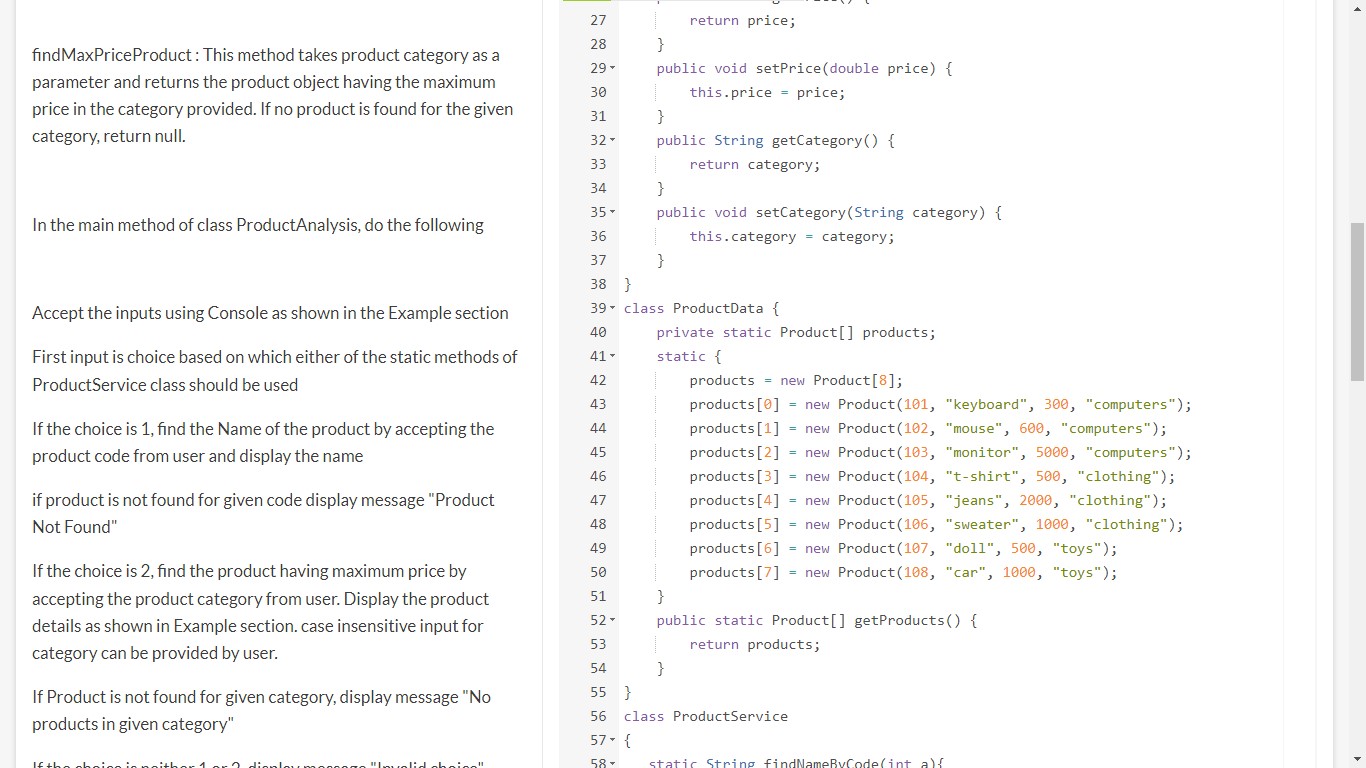 findMaxPriceProduct : This method takes product category as a
parameter and returns the product object having the maximum
price in the category provided. If no product is found for the given
category, return null.
In the main method of class ProductAnalysis, do the following
Accept the inputs using Console as shown in the Example section
First input is choice based on which either of the static methods of
ProductService class should be used
If the choice is 1, find the Name of the product by accepting the
product code from user and display the name
if product is not found for given code display message "Product
Not Found"
If the choice is 2, find the product having maximum price by
accepting the product category from user. Display the product
details as shown in Example section. case insensitive input for
category can be provided by user.
If Product is not found for given category, display message "No
products in given category"
If the choice is neither 1 or 2, display message "Invalid choice"
27 return price;
28 }
29 public void setPrice(double price) {
30 this.price = price;
31 }
32 public String getCategory() {
33 return category;
34 }
35 public void setCategory(String category) {
36 this.category = category;
37 }
38 }
39 class ProductData {
40 private static Product[] products;
41 static {
42 products = new Product[8];
43 products[0] = new Product(101, "keyboard", 300, "computers");
44 products[1] = new Product(102, "mouse", 600, "computers");
45 products[2] = new Product(103, "monitor", 5000, "computers");
46 products[3] = new Product(104, "t-shirt", 500, "clothing");
47 products[4] = new Product(105, "jeans", 2000, "clothing");
48 products[5] = new Product(106, "sweater", 1000, "clothing");
49 products[6] = new Product(107, "doll", 500, "toys");
50 products[7] = new Product(108, "car", 1000, "toys");
51 }
52 public static Product[] getProducts() {
53 return products;
54 }
55 }
56 class ProductService
57 {
58 static String findNameByCode(int a){